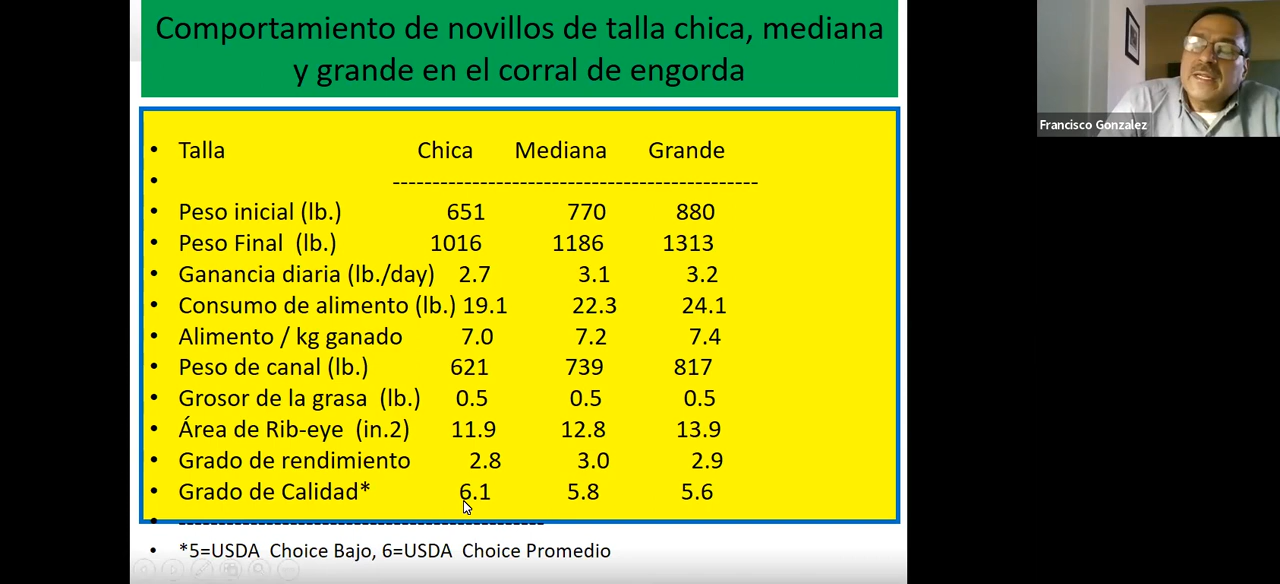 Comportamiento de novillos de talla chica, mediana
y grande en el corral de engorda
• Talla Chica Mediana Grande
• -----------------------------------------------
• Peso inicial (lb.) 651 770 880
• Peso Final (lb.) 1016 1186 1313
• Ganancia diaria (lb./day) 2.7 3.1 3.2
• Consumo de alimento (lb.) 19.1 22.3 24.1
• Alimento / kg ganado 7.0 7.2 7.4
• Peso de canal (lb.) 621 739 817
• Grosor de la grasa (lb.) 0.5 0.5 0.5
• Área de Rib-eye (in.2) 11.9 12.8 13.9
• Grado de rendimiento 2.8 3.0 2.9
• Grado de Calidad* 6.1 5.8 5.6
• -----------------------------------------------
• *5=USDA Choice Bajo, 6=USDA Choice Promedio
Francisco Gonzalez